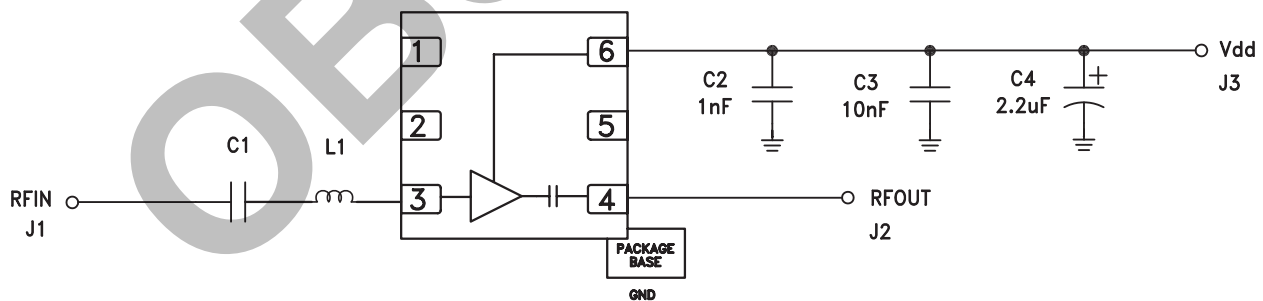 OB
1
2
3
6
5
4
C1
L1
RFIN
J1
C2
1nF
C3
10nF
C4
2.2uF
+
Vdd
J3
RFOUT
J2
PACKAGE
BASE
GND